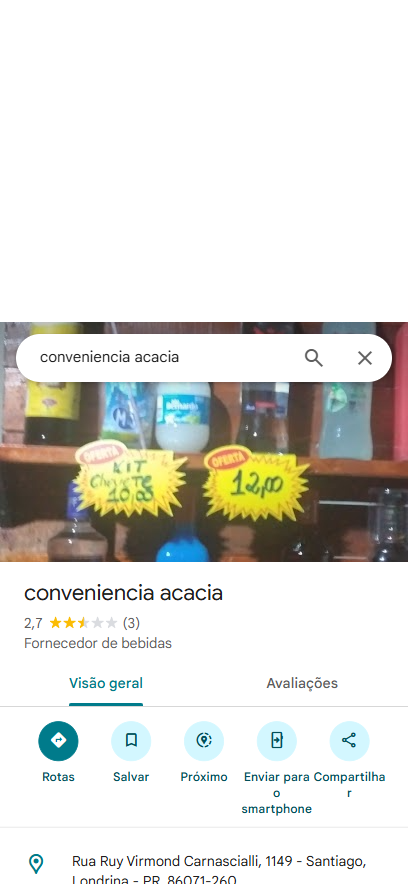 conveniencia acacia
Bernardo
OFERTA
KIT
10,00
OFERTA
12,00
conveniencia acacia
2,7 (3)
Fornecedor de bebidas
Visão geral
Avaliações
Rotas
Salvar
Próximo
Enviar para o smartphone
Compartilhar
Rua Ruy Virmond Carnascialli, 1149 - Santiago,
Londrina - PR, 86071-260